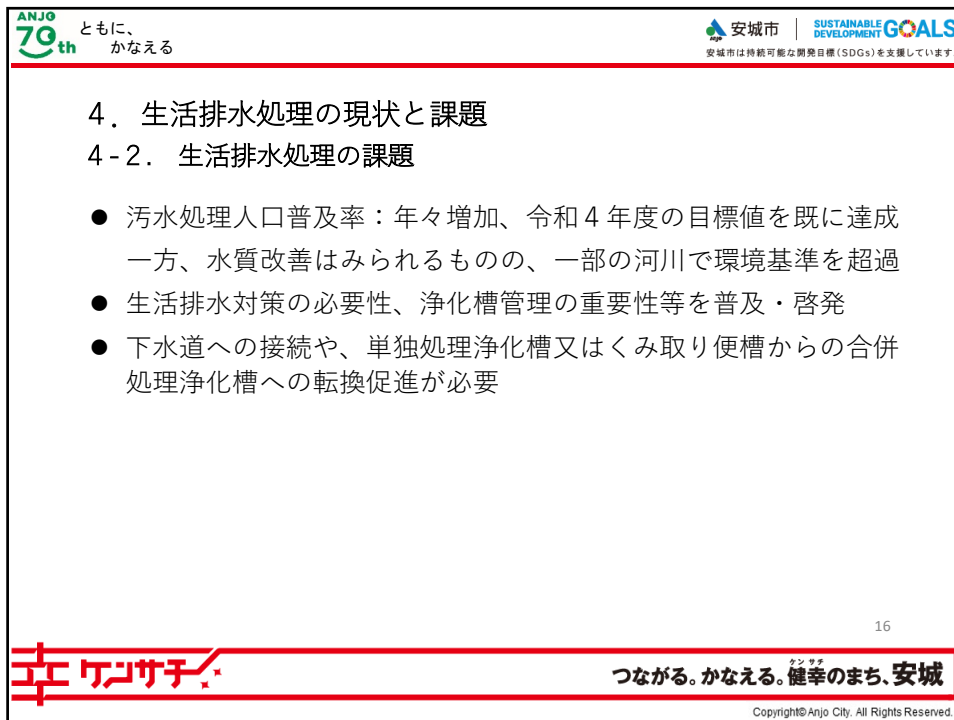 ANJO
70th
ともに、
かなえる
Anjo
安城市
SUSTAINABLE
DEVELOPMENT GOALS
安城市は持続可能な開発目標(SDGs)を支援しています
4. 生活排水処理の現状と課題
4-2. 生活排水処理の課題
● 汚水処理人口普及率：年々増加、令和4年度の目標値を既に達成
一方、水質改善はみられるものの、一部の河川で環境基準を超過
● 生活排水対策の必要性、浄化槽管理の重要性等を普及・啓発
● 下水道への接続や、単独処理浄化槽又はくみ取り便槽からの合併
処理浄化槽への転換促進が必要
16
ケンサチ
ケンサチ
つながる。かなえる。健幸のまち、安城
Copyright© Anjo City. All Rights Reserved.